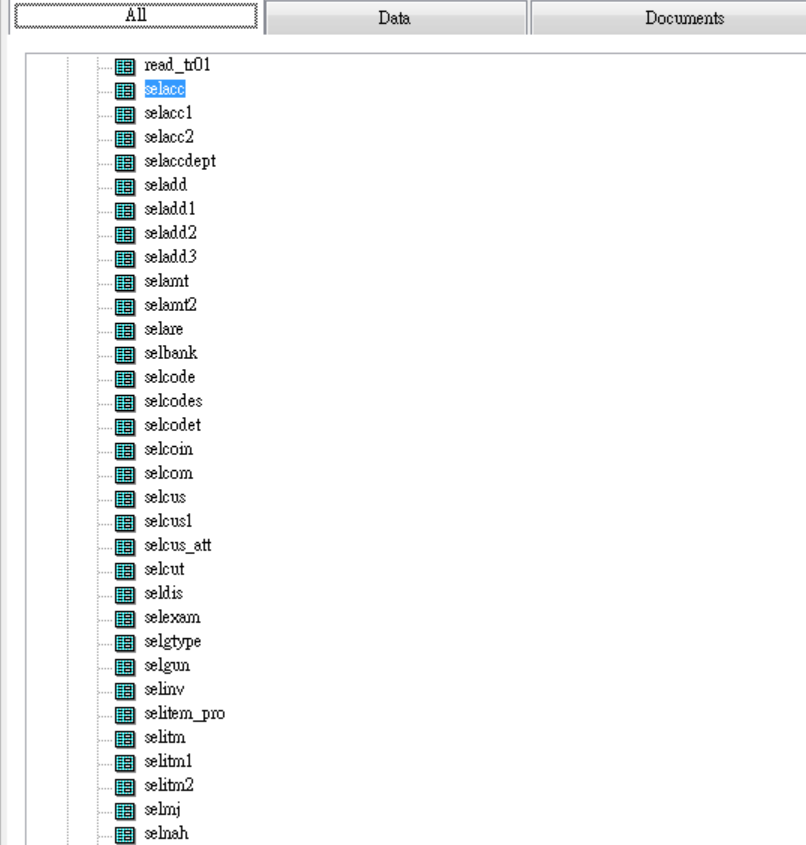 All Data Documents
read_tr01
selacc
selacc1
selacc2
selaccdept
seladd
seladd1
seladd2
seladd3
selamt
selamt2
selare
selbank
selcode
selcodes
selcodet
selcoin
selcom
selcus
selcus1
selcus_att
selcut
seldis
selexam
selgtype
selgun
selinv
selitem_pro
selitm
selitm1
selitm2
selmj
selnah